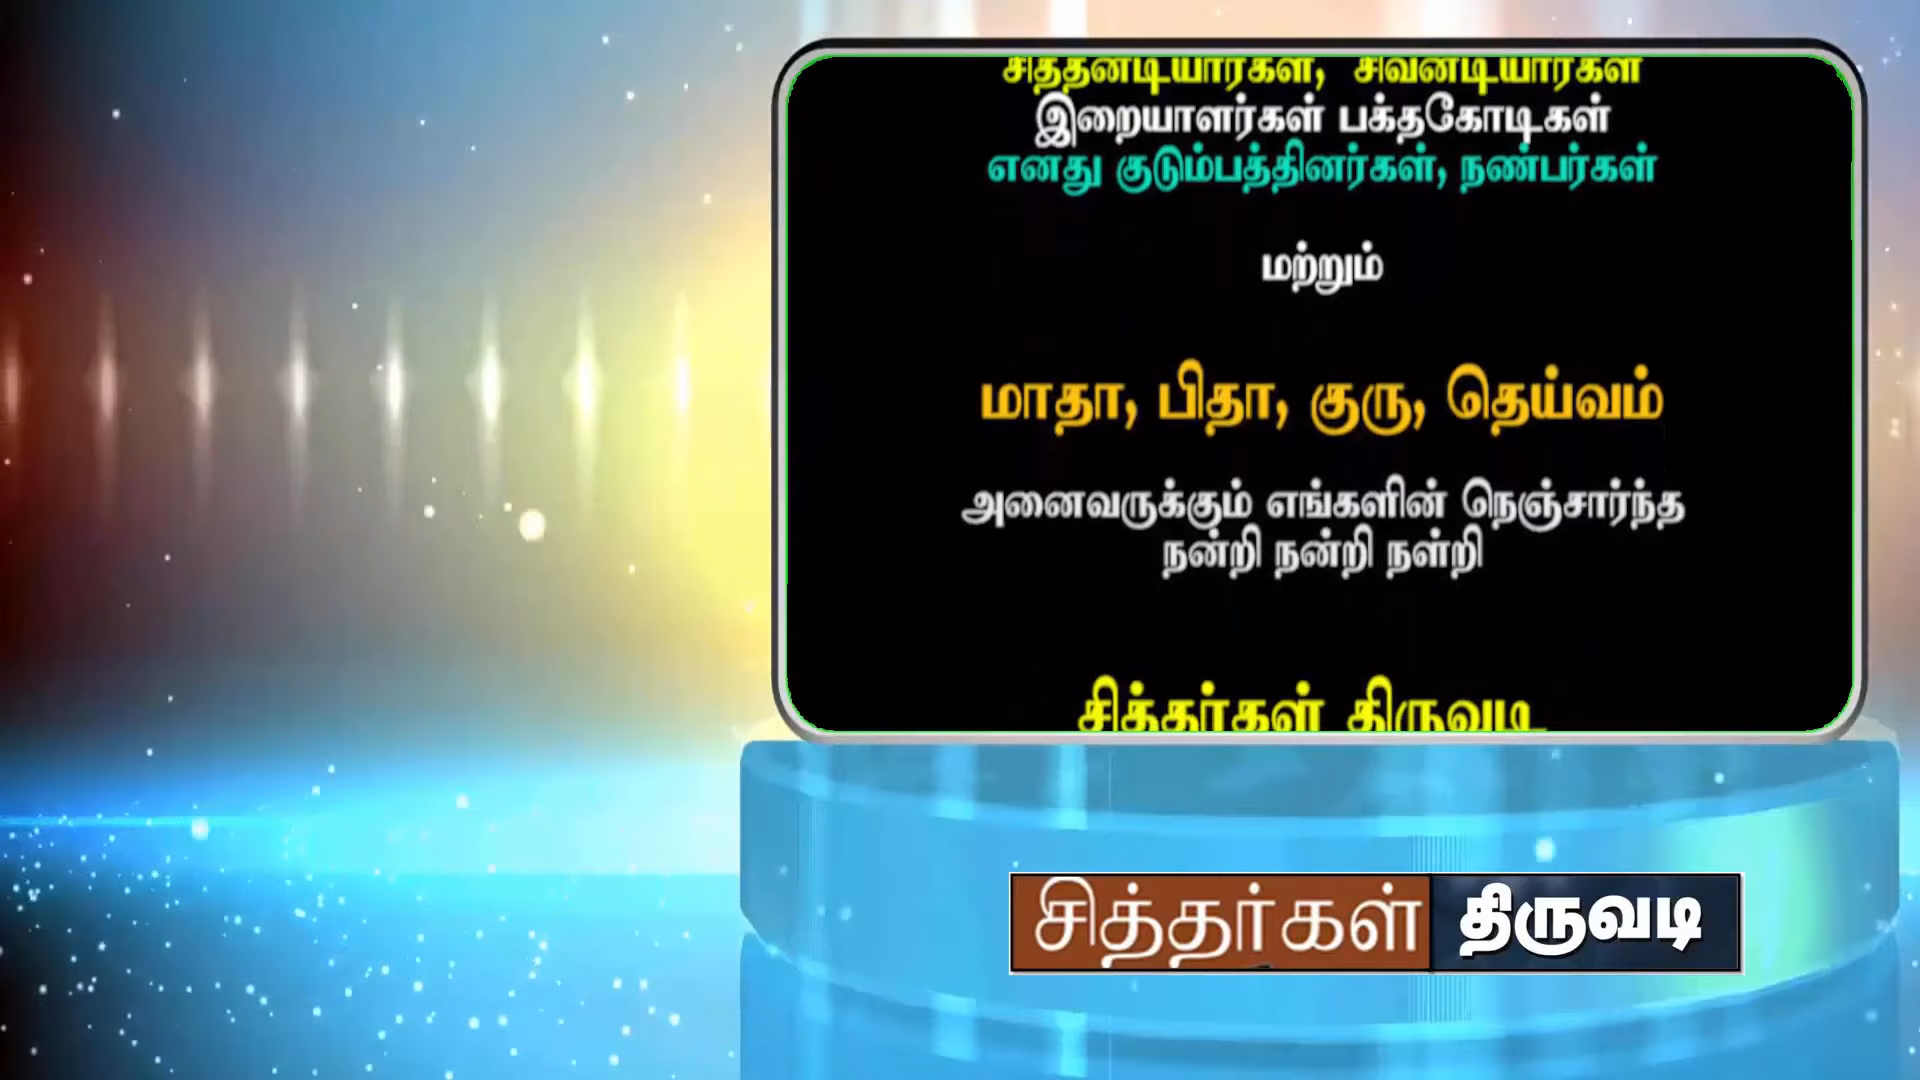 சித்தனடியார்கள், சிவனடியார்கள்
இறையாளர்கள் பக்தகோடிகள்
எனது குடும்பத்தினர்கள், நண்பர்கள்
மற்றும்
மாதா, பிதா, குரு, தெய்வம்
அனைவருக்கும் எங்களின் நெஞ்சார்ந்த
நன்றி நன்றி நள்றி
சித்தர்கள் திருவடி
சித்தர்கள் திருவடி